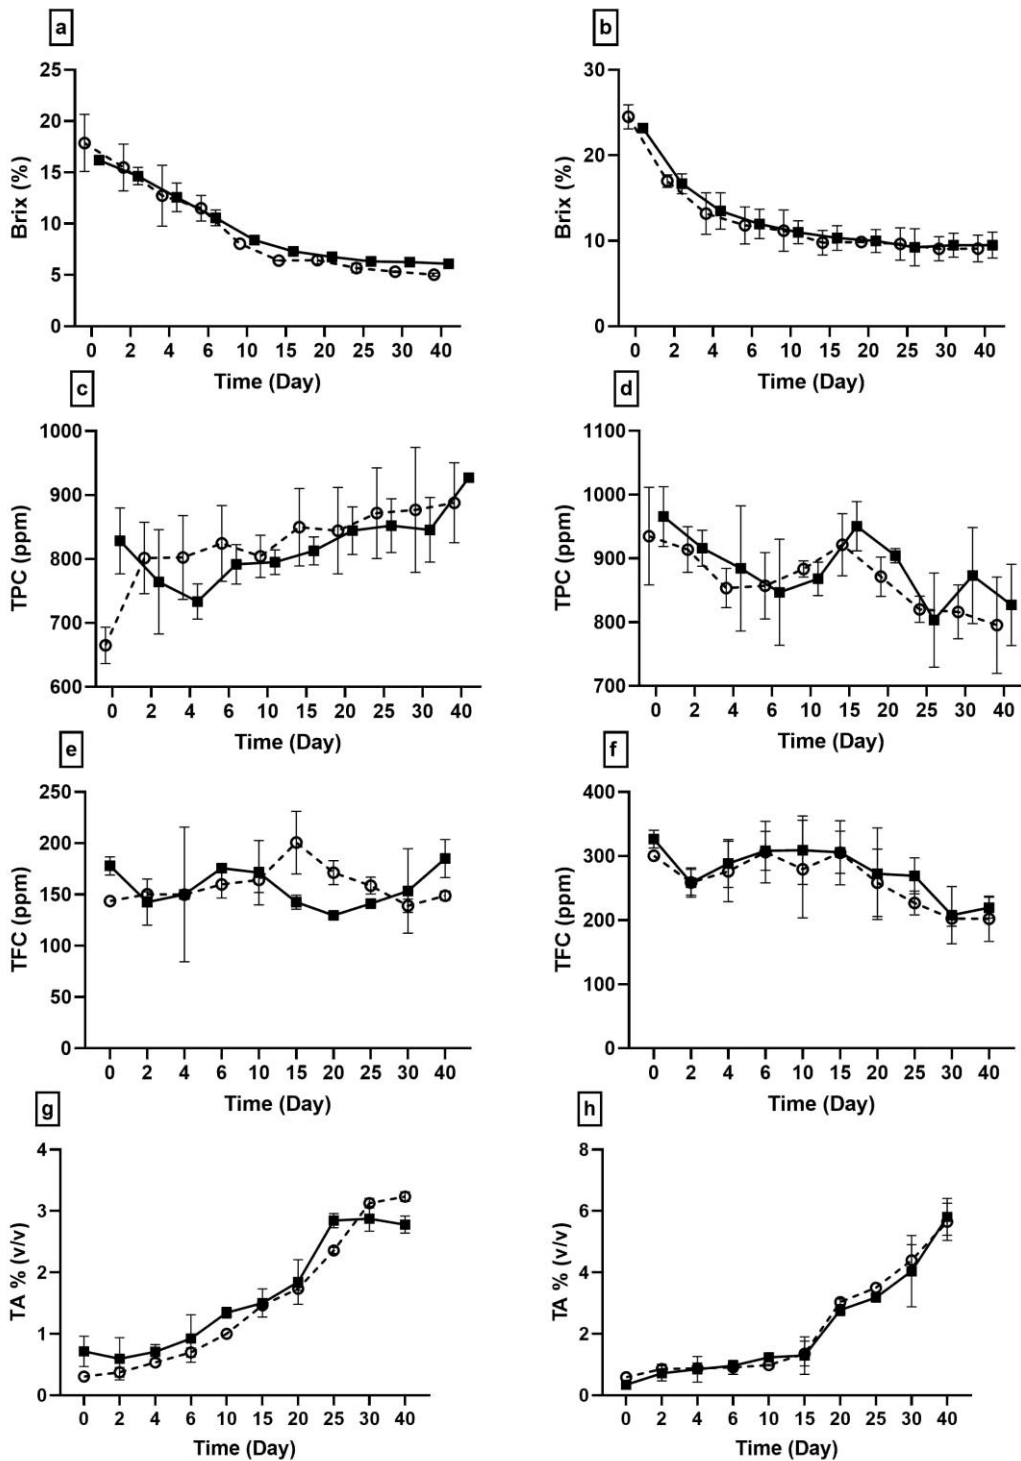 a
25
20
15
10
5
0
Brix (%)
0 2 4 6 10 15 20 25 30 40
Time (Day)
b
30
20
10
0
Brix (%)
0 2 4 6 10 15 20 25 30 40
Time (Day)
c
1000
900
800
700
600
TPC (ppm)
0 2 4 6 10 15 20 25 30 40
Time (Day)
d
1100
1000
900
800
700
TPC (ppm)
0 2 4 6 10 15 20 25 30 40
Time (Day)
e
250
200
150
100
50
0
TFC (ppm)
0 2 4 6 10 15 20 25 30 40
Time (Day)
f
400
300
200
100
0
TFC (ppm)
0 2 4 6 10 15 20 25 30 40
Time (Day)
g
4
3
2
1
0
TA % (v/v)
0 2 4 6 10 15 20 25 30 40
Time (Day)
h
8
6
4
2
0
TA % (v/v)
0 2 4 6 10 15 20 25 30 40
Time (Day)